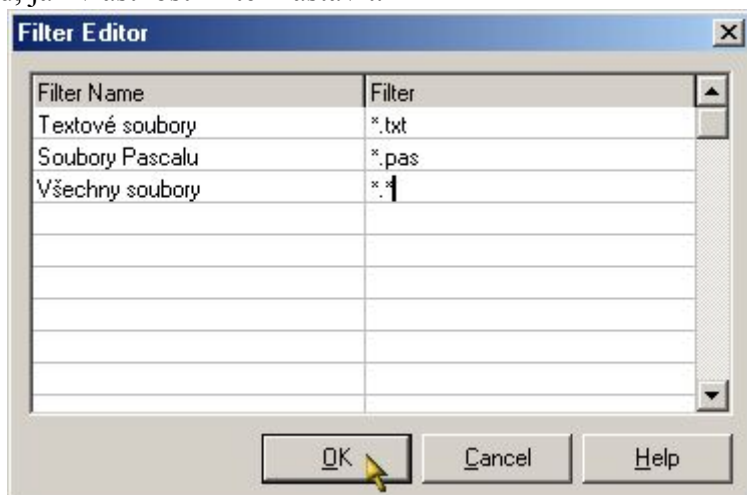 Filter Editor
Filter Name Filter
Textové soubory *.txt
Soubory Pascalu *.pas
Všechny soubory *.*
OK Cancel Help